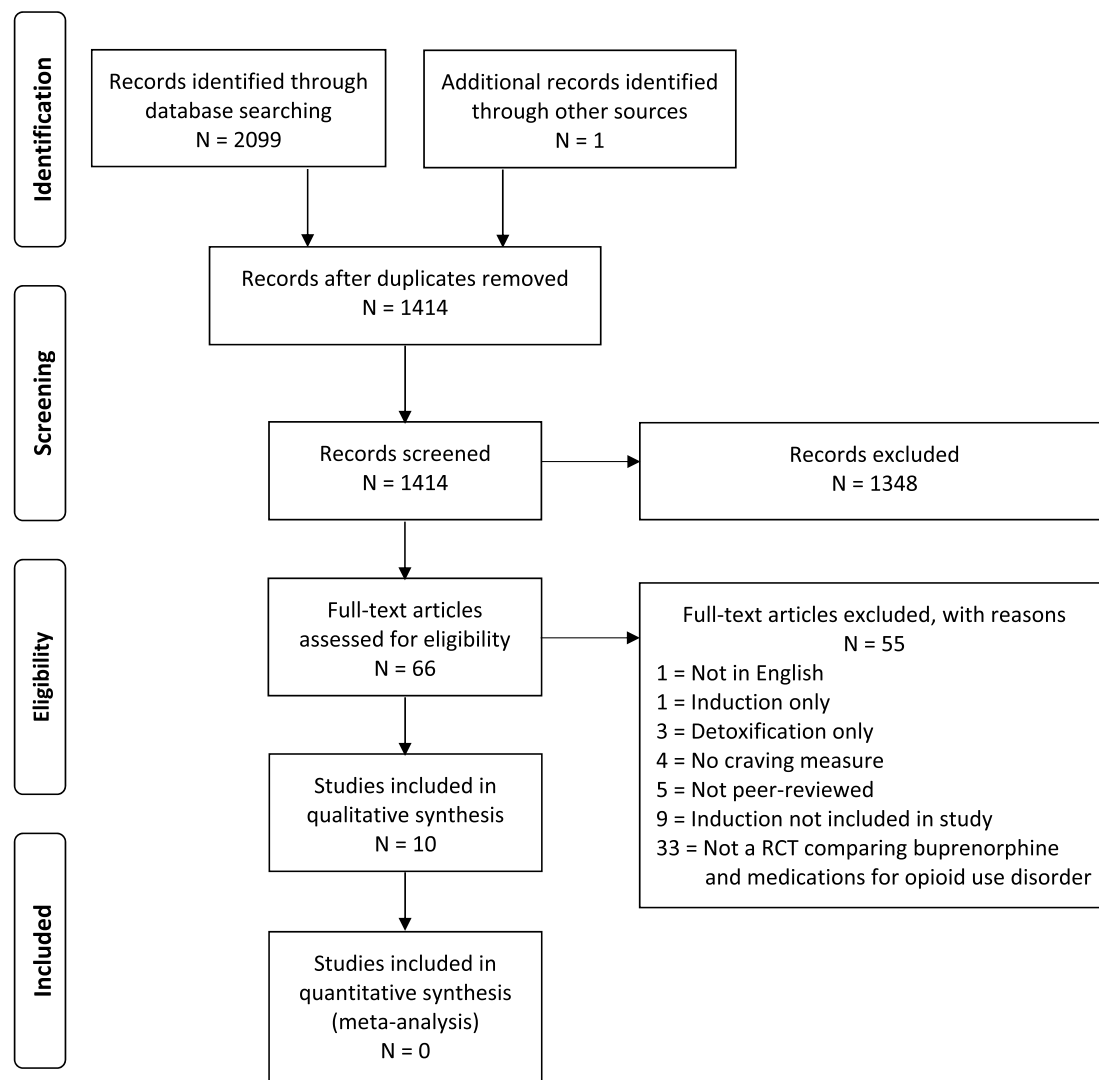 Identification
Records identified through
database searching
N = 2099
Additional records identified
through other sources
N = 1
Records after duplicates removed
N = 1414
Screening
Records screened
N = 1414
Records excluded
N = 1348
Eligibility
Full-text articles
assessed for eligibility
N = 66
Full-text articles excluded, with reasons
N = 55
1 = Not in English
1 = Induction only
3 = Detoxification only
4 = No craving measure
5 = Not peer-reviewed
9 = Induction not included in study
33 = Not a RCT comparing buprenorphine
and medications for opioid use disorder
Studies included in
qualitative synthesis
N = 10
Included
Studies included in
quantitative synthesis
(meta-analysis)
N = 0